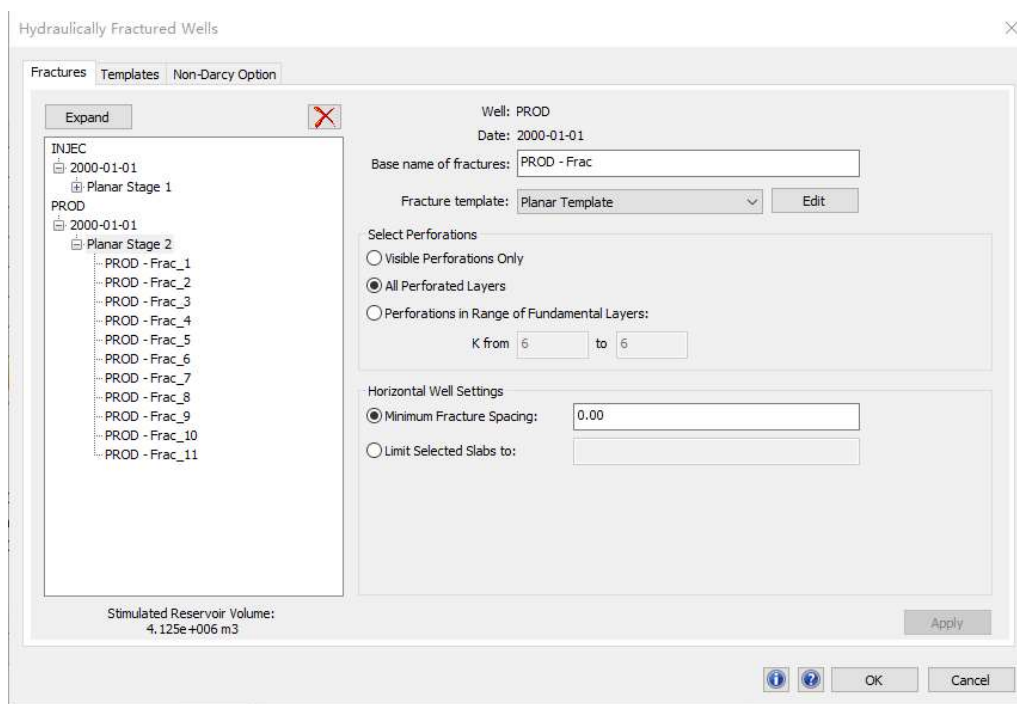 Hydraulically Fractured Wells
Fractures Templates Non-Darcy Option
Expand
INJEC
2000-01-01
Planar Stage 1
PROD
2000-01-01
Planar Stage 2
PROD - Frac_1
PROD - Frac_2
PROD - Frac_3
PROD - Frac_4
PROD - Frac_5
PROD - Frac_6
PROD - Frac_7
PROD - Frac_8
PROD - Frac_9
PROD - Frac_10
PROD - Frac_11
Stimulated Reservoir Volume:
4.125e+006 m3
Well: PROD
Date: 2000-01-01
Base name of fractures: PROD - Frac
Fracture template: Planar Template Edit
Select Perforations
Visible Perforations Only
All Perforated Layers
Perforations in Range of Fundamental Layers:
K from 6 to 6
Horizontal Well Settings
Minimum Fracture Spacing: 0.00
Limit Selected Slabs to:
Apply
OK Cancel